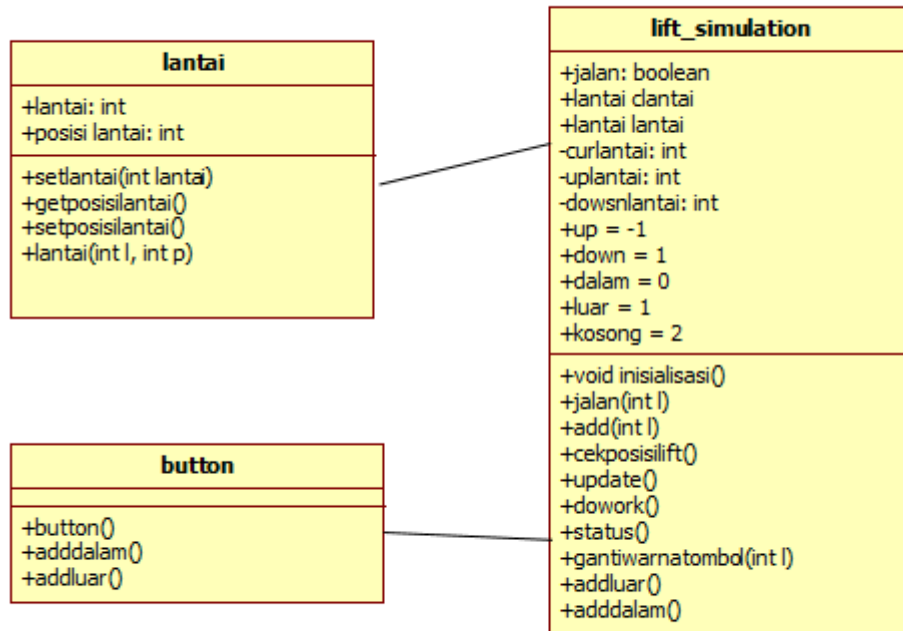 lantai
+lantai: int
+posisi lantai: int
+setlantai(int lantai)
+getposisilantai()
+setposisilantai()
+lantai(int l, int p)
button
+button()
+adddalam()
+addluar()
lift_simulation
+jalan: boolean
+lantai clantai
+lantai lantai
-curlantai: int
-uplantai: int
-dowsnlantai: int
+up = -1
+down = 1
+dalam = 0
+luar = 1
+kosong = 2
+void inisialisasi()
+jalan(int l)
+add(int l)
+cekposisilift()
+update()
+dowork()
+status()
+gantiwarnatombol(int l)
+addluar()
+adddalam()